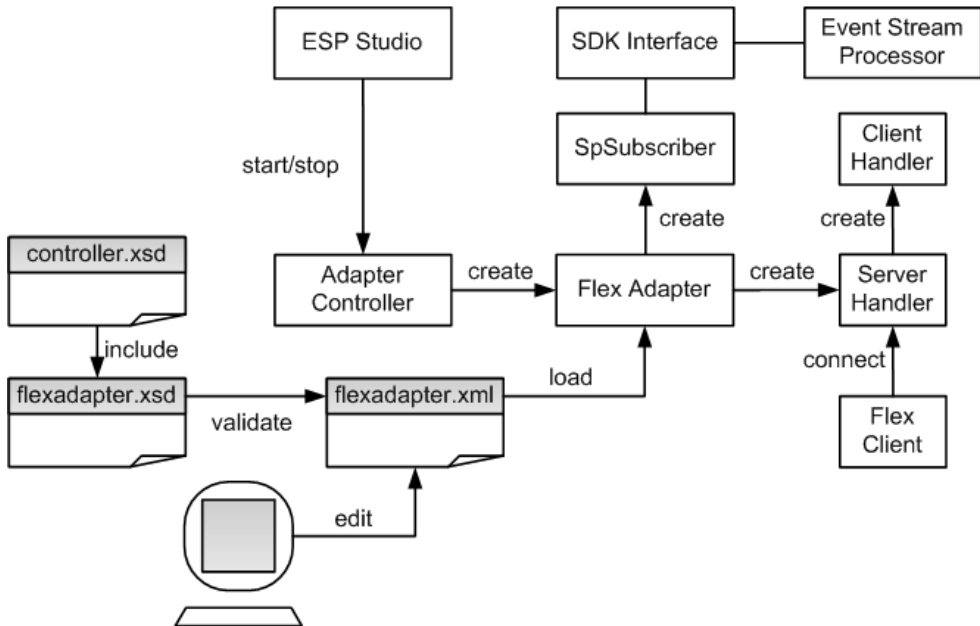 ESP Studio
SDK Interface
Event Stream
Processor
SpSubscriber
Client
Handler
start/stop
create
create
controller.xsd
Adapter
Controller
create
Flex Adapter
create
Server
Handler
include
connect
flexadapter.xsd
validate
flexadapter.xml
load
Flex
Client
edit